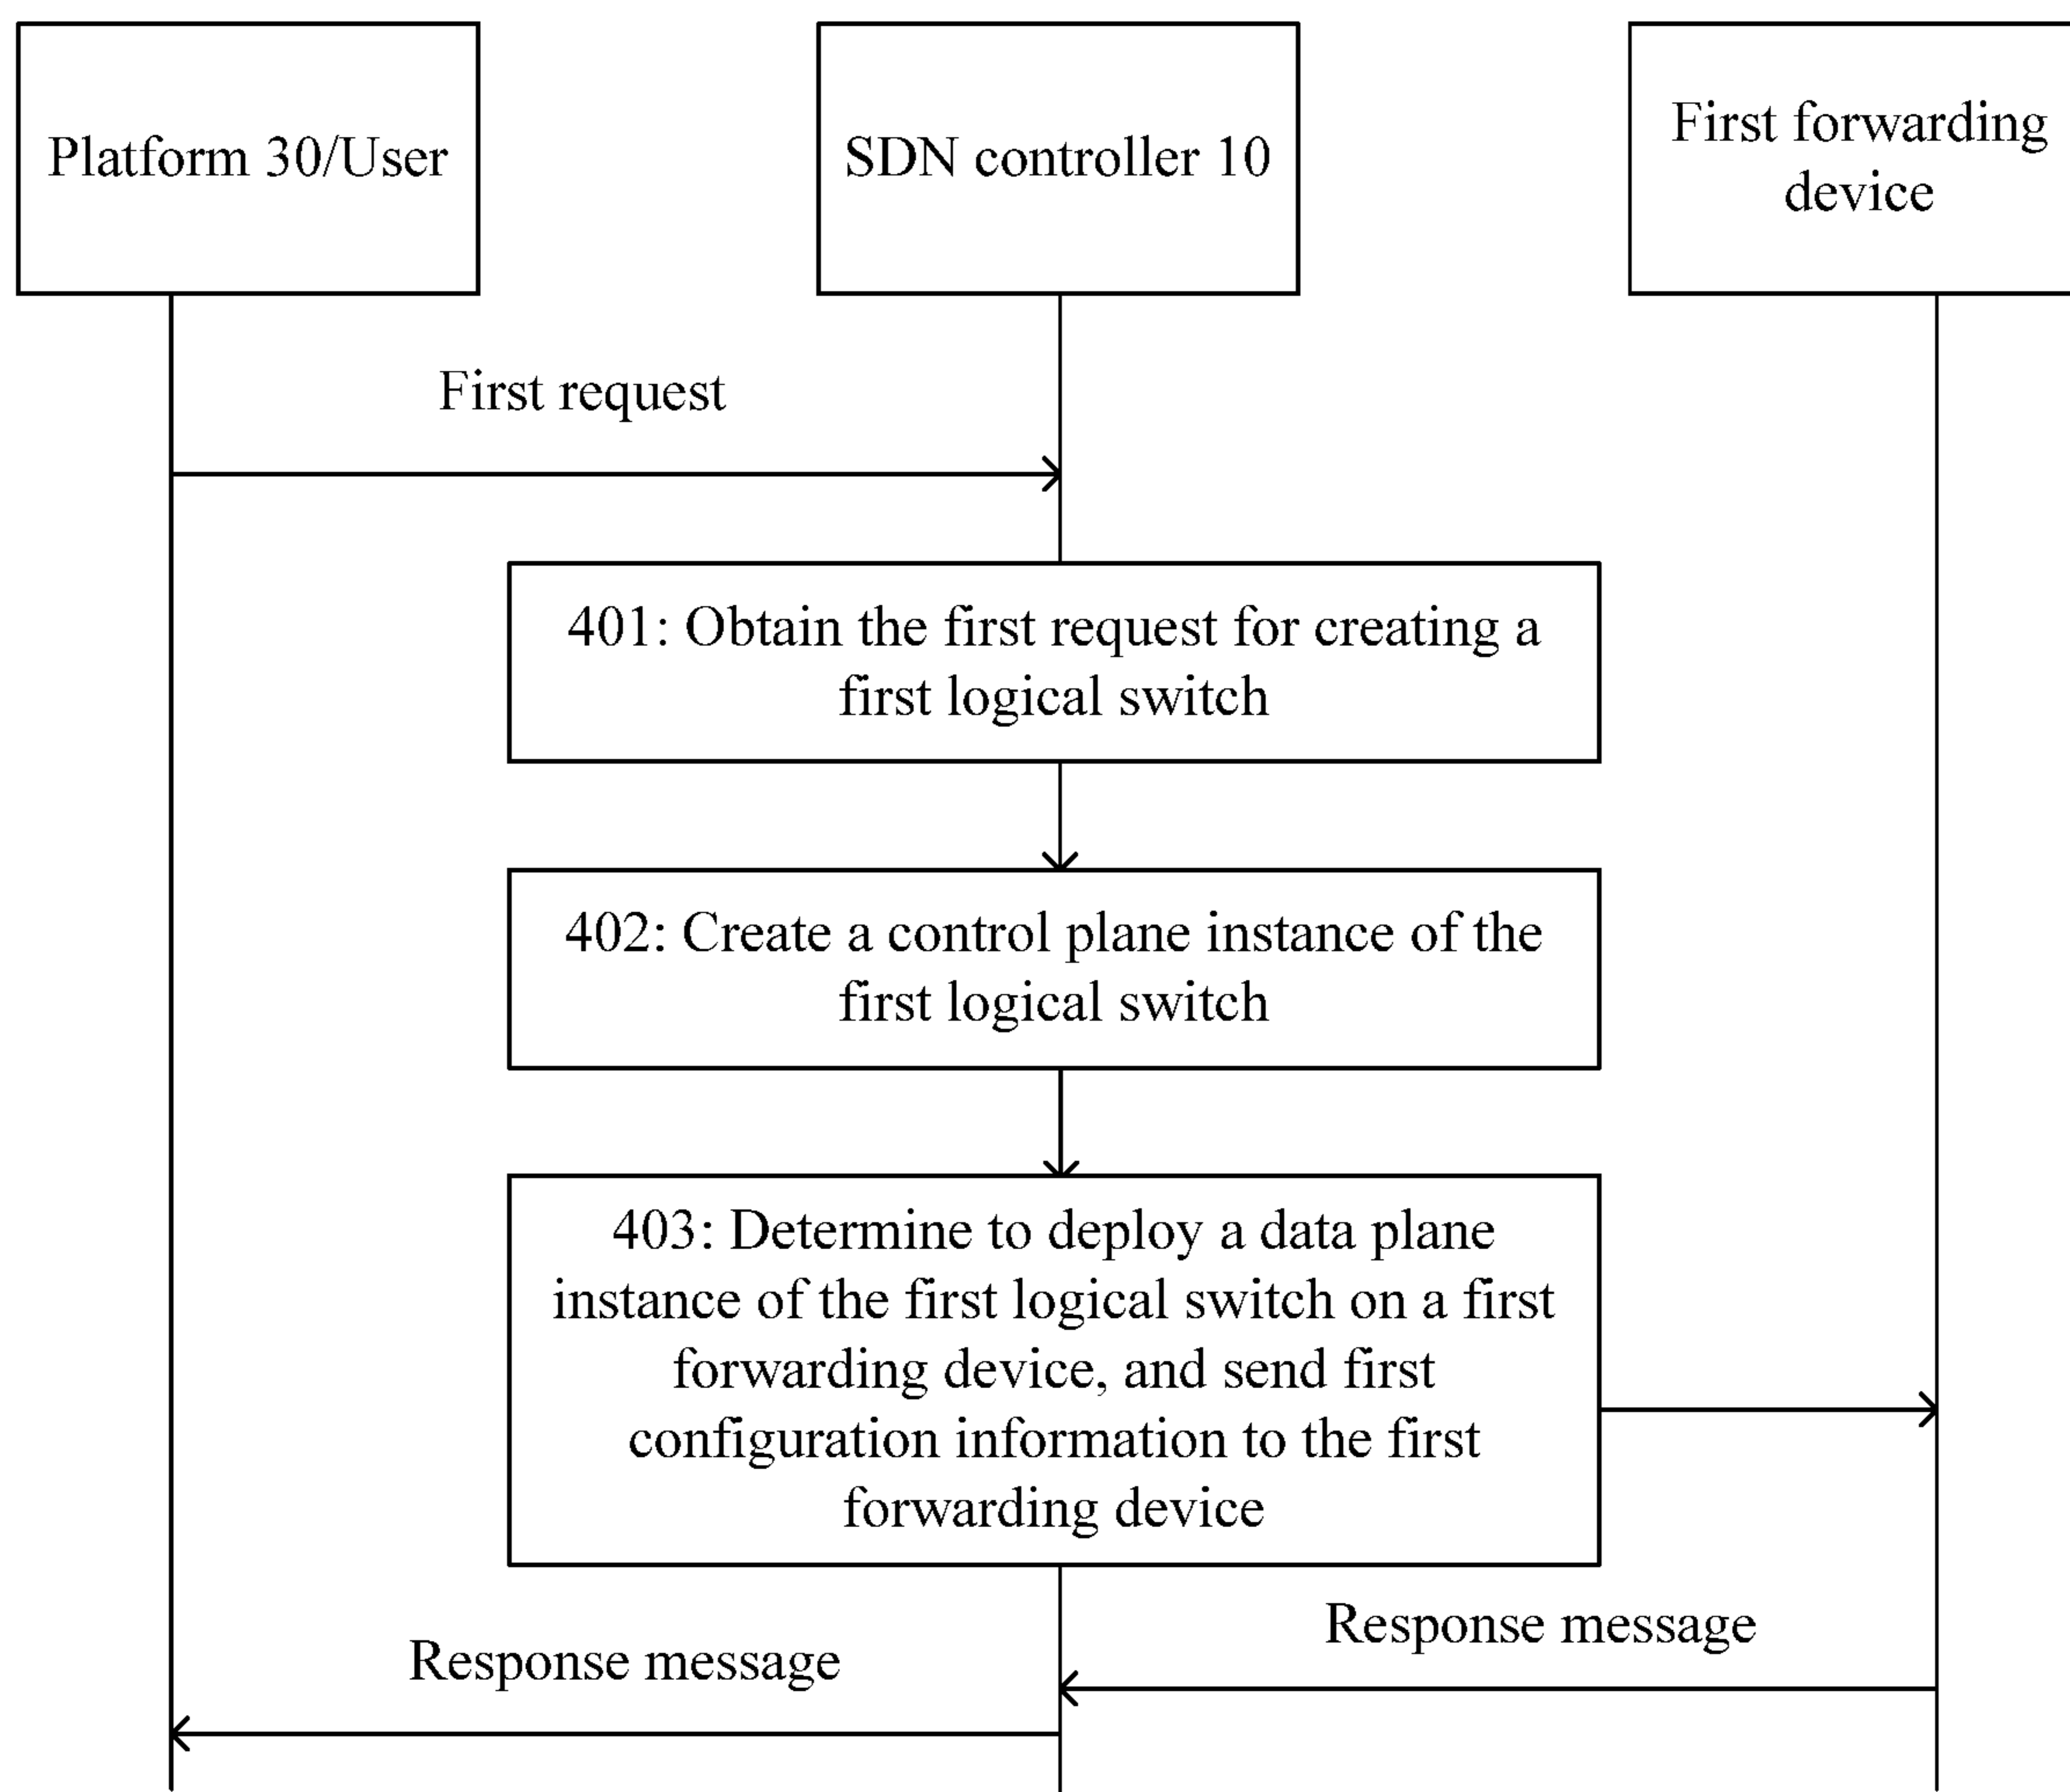 Platform 30/User
SDN controller 10
First forwarding
device
First request
401: Obtain the first request for creating a
first logical switch
402: Create a control plane instance of the
first logical switch
403: Determine to deploy a data plane
instance of the first logical switch on a first
forwarding device, and send first
configuration information to the first
forwarding device
Response message
Response message